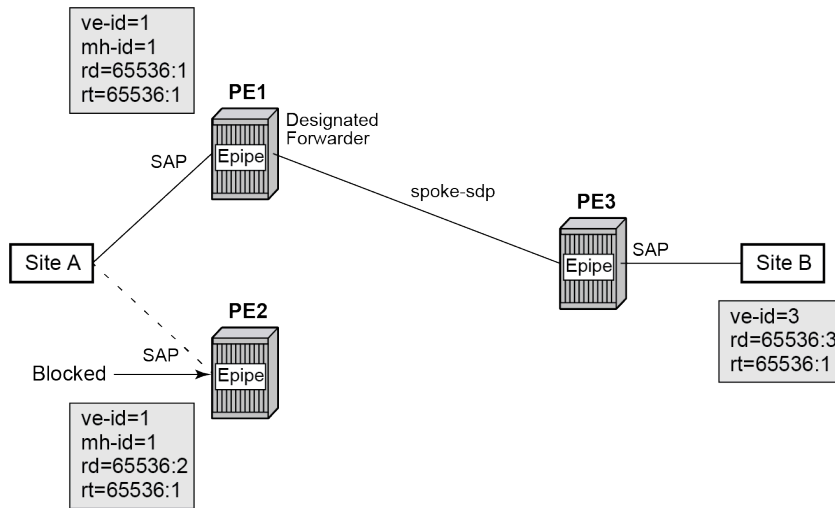 ve-id=1
mh-id=1
rd=65536:1
rt=65536:1
PE1
Designated
Forwarder
Epipe
SAP
spoke-sdp
PE3
Site A
Epipe
SAP
Site B
PE2
SAP
Blocked
Epipe
ve-id=3
rd=65536:3
rt=65536:1
ve-id=1
mh-id=1
rd=65536:2
rt=65536:1